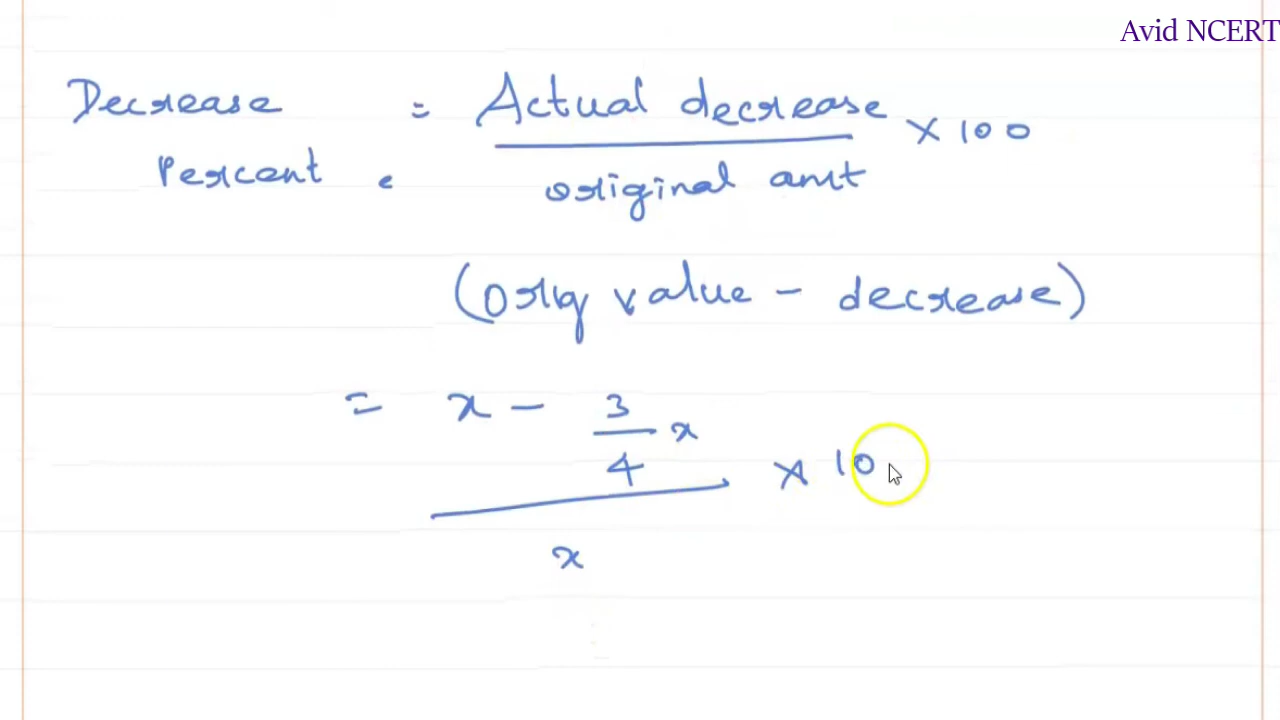 Avid NCERT
Decrease Percent = Actual decrease / original amt × 100
(Orig value - decrease)
= x - 3/4 x / x × 10